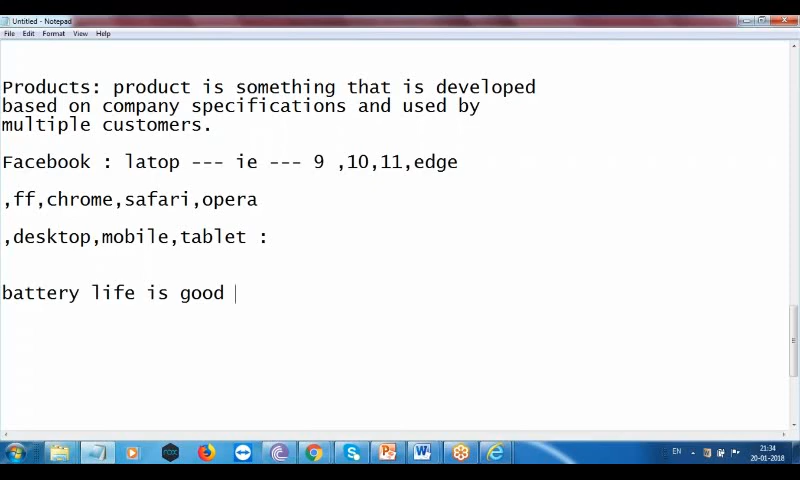 Untitled - Notepad
File Edit Format View Help
Products: product is something that is developed
based on company specifications and used by
multiple customers.
Facebook : latop --- ie --- 9 ,10,11,edge
,ff,chrome,safari,opera
,desktop,mobile,tablet :
battery life is good
EN
21:34
20-01-2018